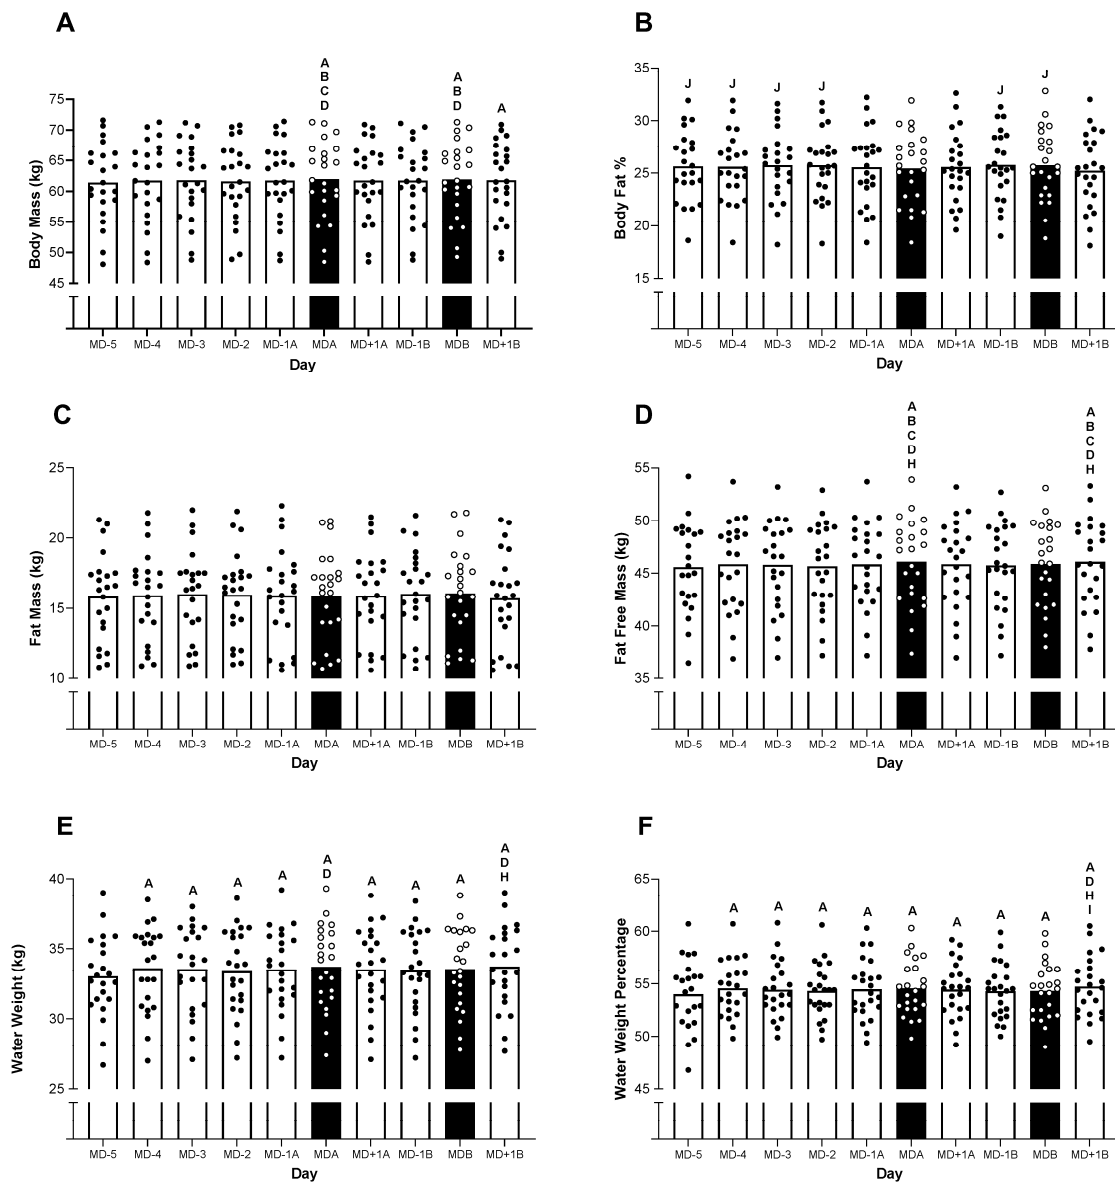 A
B
A
B
C
D
A
B
D
A
Body Mass (kg)
75
70
65
60
55
50
45
MD-5 MD-4 MD-3 MD-2 MD-1A MDA MD+1A MD-1B MDB MD+1B
Day
J J J J J J
Body Fat %
35
30
25
20
15
MD-5 MD-4 MD-3 MD-2 MD-1A MDA MD+1A MD-1B MDB MD+1B
Day
C
D
Fat Mass (kg)
25
20
15
10
MD-5 MD-4 MD-3 MD-2 MD-1A MDA MD+1A MD-1B MDB MD+1B
Day
A
B
C
D
H
A
B
C
D
H
Fat Free Mass (kg)
55
50
45
40
35
MD-5 MD-4 MD-3 MD-2 MD-1A MDA MD+1A MD-1B MDB MD+1B
Day
E
F
A A A A
A
D
A A A
A
D
H
Water Weight (kg)
40
35
30
25
MD-5 MD-4 MD-3 MD-2 MD-1A MDA MD+1A MD-1B MDB MD+1B
Day
A A A A A A A A
A
D
H
I
Water Weight Percentage
65
60
55
50
45
MD-5 MD-4 MD-3 MD-2 MD-1A MDA MD+1A MD-1B MDB MD+1B
Day